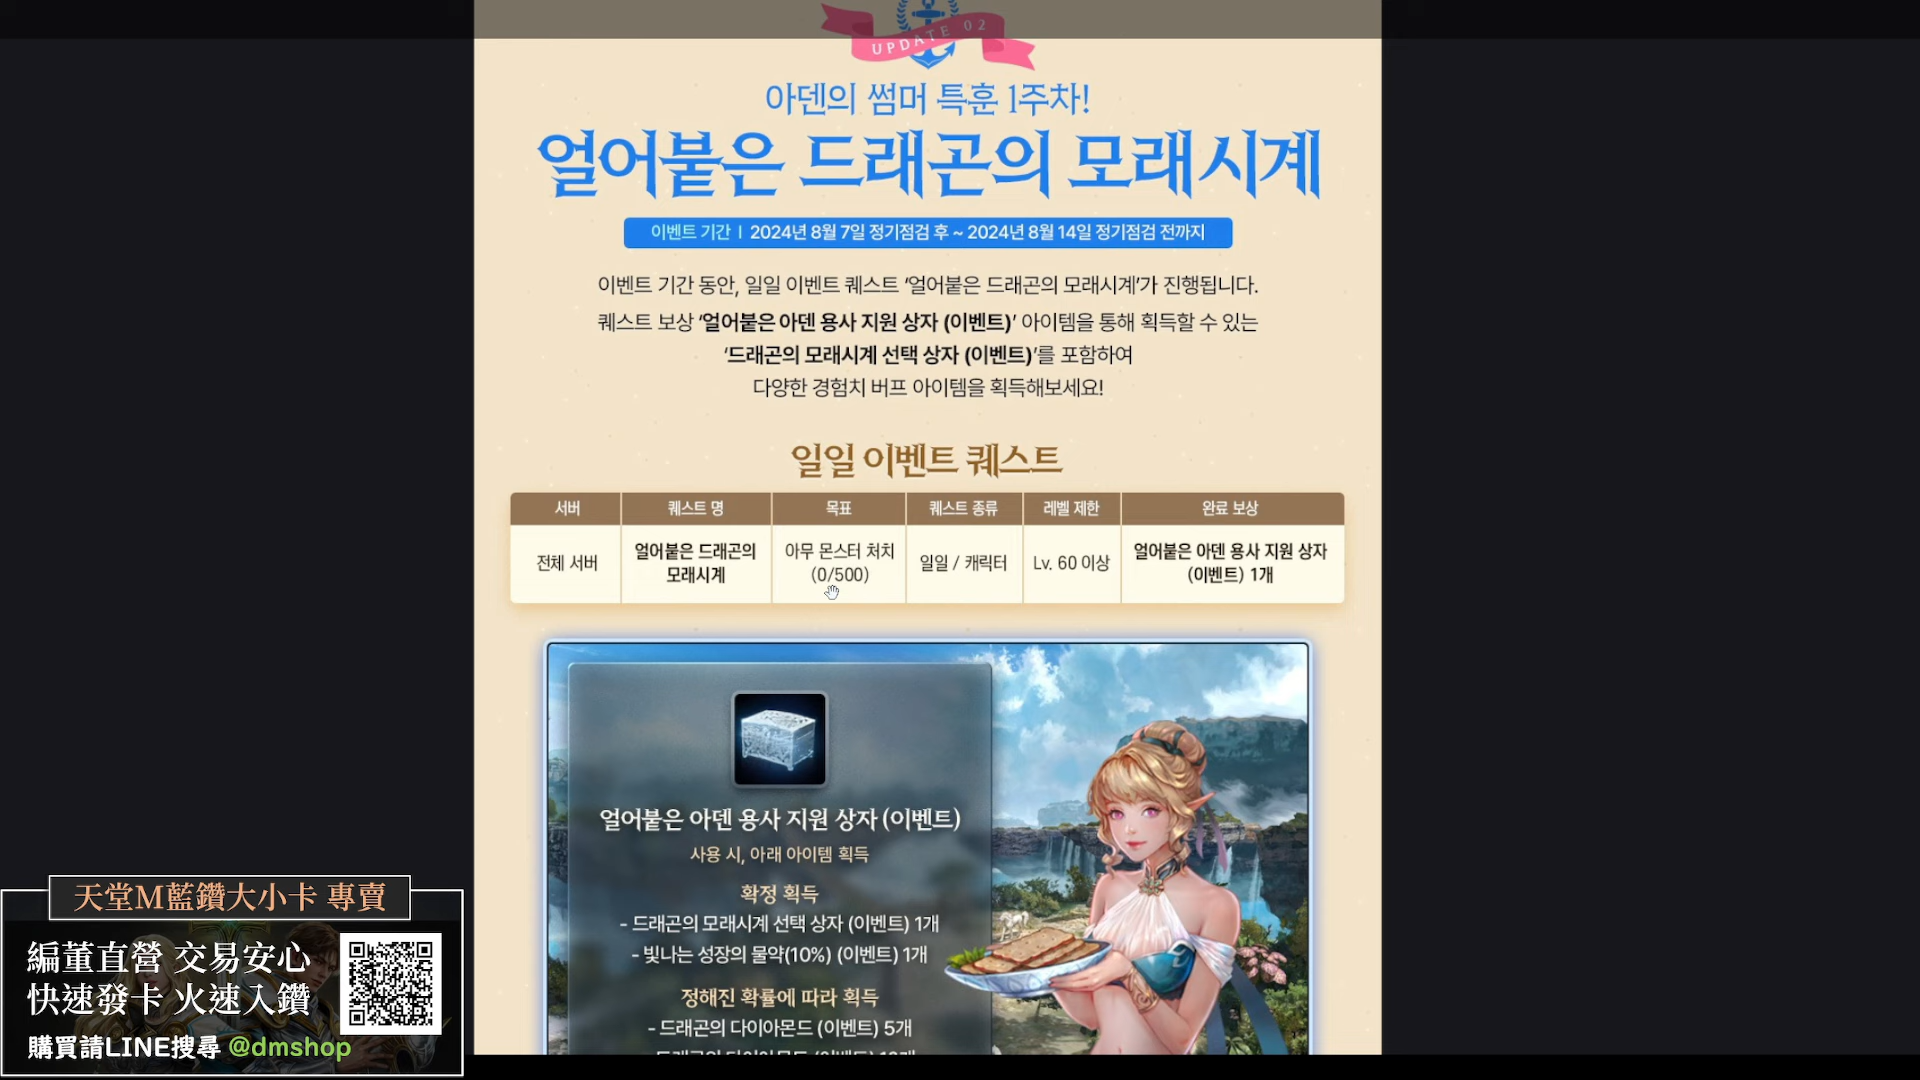 UPDATE 02
아덴의 썸머 특훈 1주차!
얼어붙은 드래곤의 모래시계
이벤트 기간 | 2024년 8월 7일 정기점검 후 ~ 2024년 8월 14일 정기점검 전까지
이벤트 기간 동안, 일일 이벤트 퀘스트 '얼어붙은 드래곤의 모래시계'가 진행됩니다.
퀘스트 보상 '얼어붙은 아덴 용사 지원 상자 (이벤트)' 아이템을 통해 획득할 수 있는
'드래곤의 모래시계 선택 상자 (이벤트)'를 포함하여
다양한 경험치 버프 아이템을 획득해보세요!
일일 이벤트 퀘스트
서버 퀘스트 명 목표 퀘스트 종류 레벨 제한 완료 보상
전체 서버 얼어붙은 드래곤의 모래시계 아무 몬스터 처치 (0/500) 일일 / 캐릭터 Lv. 60 이상 얼어붙은 아덴 용사 지원 상자 (이벤트) 1개
얼어붙은 아덴 용사 지원 상자 (이벤트)
사용 시, 아래 아이템 획득
확정 획득
- 드래곤의 모래시계 선택 상자 (이벤트) 1개
- 빛나는 성장의 물약(10%) (이벤트) 1개
정해진 확률에 따라 획득
- 드래곤의 다이아몬드 (이벤트) 5개
天堂M藍鑽大小卡 專賣
編董直營 交易安心
快速發卡 火速入鑽
購買請LINE搜尋 @dmshop